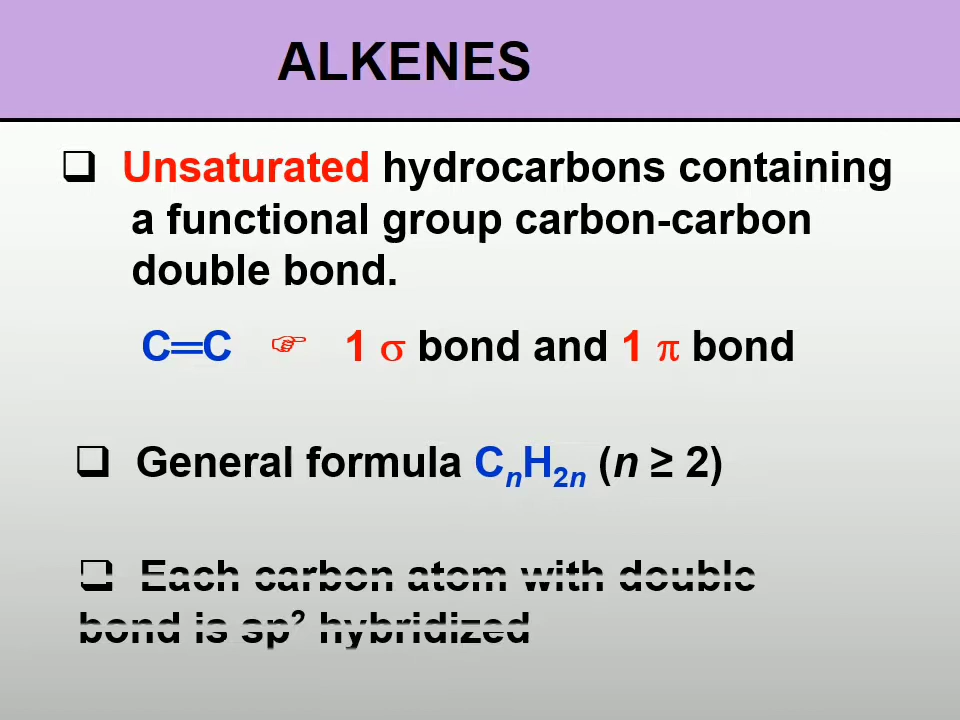 ALKENES
❑ Unsaturated hydrocarbons containing
a functional group carbon-carbon
double bond.
C═C ☞ 1 σ bond and 1 π bond
❑ General formula CₙH₂ₙ (n ≥ 2)
❑ Each carbon atom with double
bond is sp² hybridized